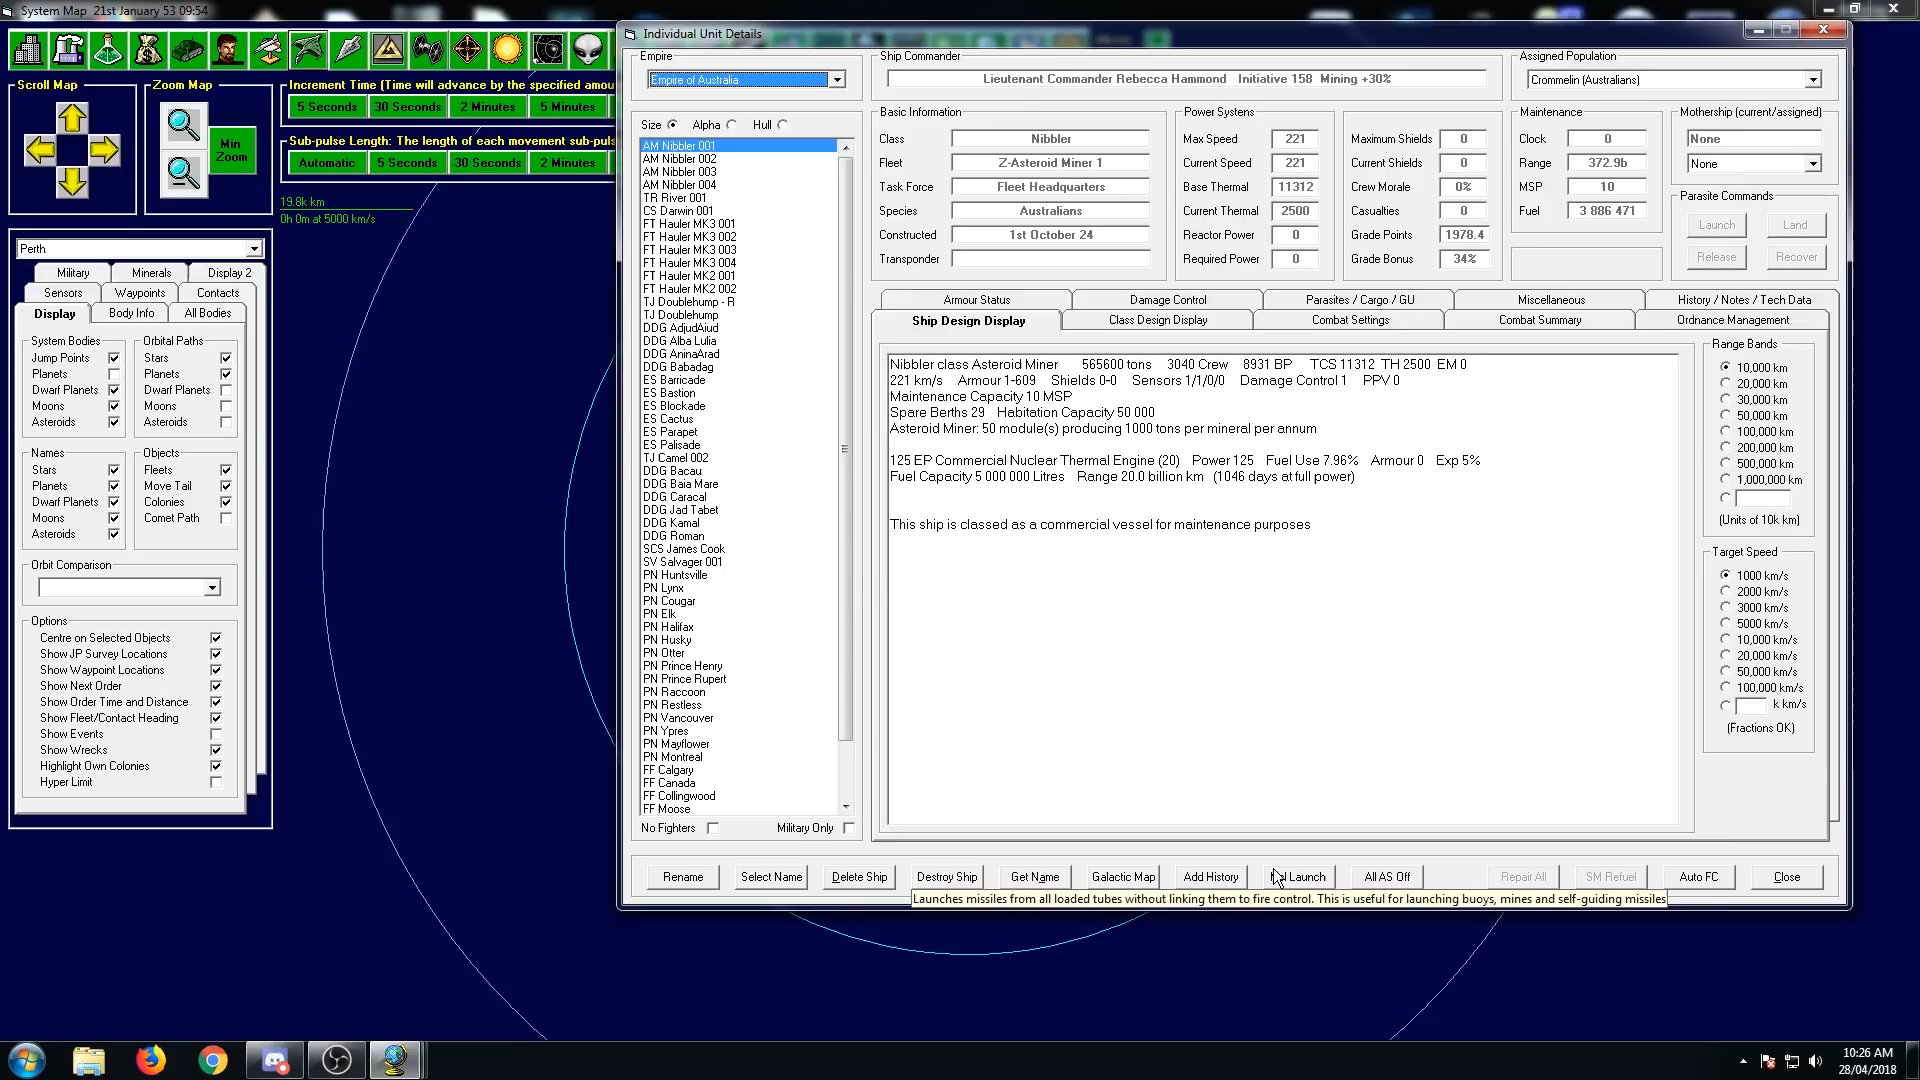 System Map  21st January 53 09:54
Scroll Map
Zoom Map
Min Zoom
Increment Time (Time will advance by the specified amou
5 Seconds
30 Seconds
2 Minutes
5 Minutes
Sub-pulse Length: The length of each movement sub-puls
Automatic
5 Seconds
30 Seconds
2 Minutes
19.8k km
0h 0m at 5000 km/s
Perth
Military
Minerals
Display 2
Sensors
Waypoints
Contacts
Display
Body Info
All Bodies
System Bodies
Jump Points
Planets
Dwarf Planets
Moons
Asteroids
Orbital Paths
Stars
Planets
Dwarf Planets
Moons
Asteroids
Names
Stars
Planets
Dwarf Planets
Moons
Asteroids
Objects
Fleets
Move Tail
Colonies
Comet Path
Orbit Comparison
Options
Centre on Selected Objects
Show JP Survey Locations
Show Waypoint Locations
Show Next Order
Show Order Time and Distance
Show Fleet/Contact Heading
Show Events
Show Wrecks
Highlight Own Colonies
Hyper Limit
Individual Unit Details
Empire
Empire of Australia
Ship Commander
Lieutenant Commander Rebecca Hammond   Initiative 158  Mining +30%
Assigned Population
Crommelin (Australians)
Size
Alpha
Hull
AM Nibbler 001
AM Nibbler 002
AM Nibbler 003
AM Nibbler 004
TR River 001
CS Darwin 001
FT Hauler MK3 001
FT Hauler MK3 002
FT Hauler MK3 003
FT Hauler MK3 004
FT Hauler MK2 001
FT Hauler MK2 002
TJ Doublehump - R
TJ Doublehump
DDG AdjudAiud
DDG Alba Lulia
DDG AninaArad
DDG Babadag
ES Barricade
ES Bastion
ES Blockade
ES Cactus
ES Parapet
ES Palisade
TJ Camel 002
DDG Bacau
DDG Baia Mare
DDG Caracal
DDG Jad Tabet
DDG Kamal
DDG Roman
SCS James Cook
SV Salvager 001
PN Huntsville
PN Lynx
PN Cougar
PN Elk
PN Halifax
PN Husky
PN Otter
PN Prince Henry
PN Prince Rupert
PN Raccoon
PN Restless
PN Vancouver
PN Ypres
PN Mayflower
PN Montreal
FF Calgary
FF Canada
FF Collingwood
FF Moose
No Fighters
Military Only
Basic Information
Class Nibbler
Fleet Z-Asteroid Miner 1
Task Force Fleet Headquarters
Species Australians
Constructed 1st October 24
Transponder
Power Systens
Max Speed 221
Current Speed 221
Base Thermal 11312
Current Thermal 2500
Reactor Power 0
Required Power 0
Maximum Shields 0
Current Shields 0
Crew Morale 0%
Casualties 0
Grade Points 1978.4
Grade Bonus 34%
Maintenance
Clock 0
Range 372.9b
MSP 10
Fuel 3 886 471
Mothership (current/assigned)
None
None
Parasite Commands
Launch
Land
Release
Recover
Armour Status
Damage Control
Parasites / Cargo / GU
Miscellaneous
History / Notes / Tech Data
Ship Design Display
Class Design Display
Combat Settings
Combat Summary
Ordnance Management
Nibbler class Asteroid Miner      565600 tons    3040 Crew    8931 BP     TCS 11312  TH 2500  EM 0
221 km/s    Armour 1-609    Shields 0-0    Sensors 1/1/0/0    Damage Control 1    PPV 0
Maintenance Capacity 10 MSP
Spare Berths 29   Habitation Capacity 50 000
Asteroid Miner: 50 module(s) producing 1000 tons per mineral per annum
125 EP Commercial Nuclear Thermal Engine (20)   Power 125    Fuel Use 7.96%    Armour 0    Exp 5%
Fuel Capacity 5 000 000 Litres    Range 20.0 billion km   (1046 days at full power)
This ship is classed as a commercial vessel for maintenance purposes
Range Bands
10,000 km
20,000 km
30,000 km
50,000 km
100,000 km
200,000 km
500,000 km
1,000,000 km
(Units of 10k km)
Target Speed
1000 km/s
2000 km/s
3000 km/s
5000 km/s
10,000 km/s
20,000 km/s
50,000 km/s
100,000 km/s
k km/s
(Fractions OK)
Rename
Select Name
Delete Ship
Destroy Ship
Get Name
Galactic Map
Add History
Launch
All AS Off
Repair All
SM Refuel
Auto FC
Close
Launches missiles from all loaded tubes without linking them to fire control. This is useful for launching buoys, mines and self-guiding missiles
10:26 AM
28/04/2018